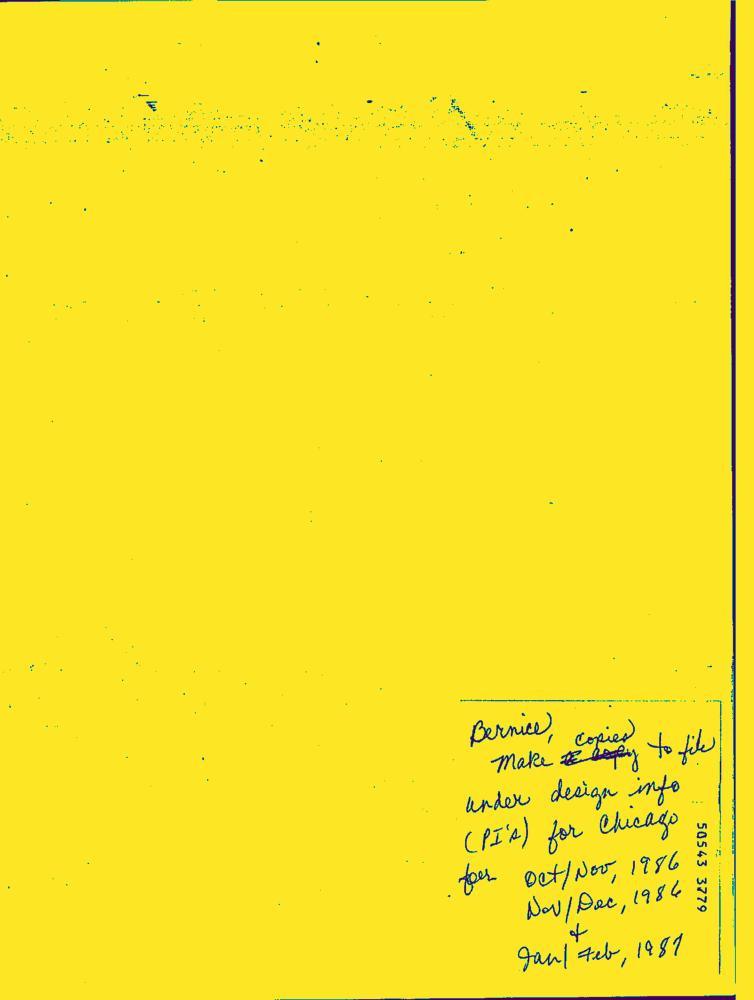 Bernice,
Make copies to file
under design info
(PI's) for Chicago
for Oct/Nov, 1986
Nov/Dec, 1986
+
Jan/Feb, 1987
50543 3779